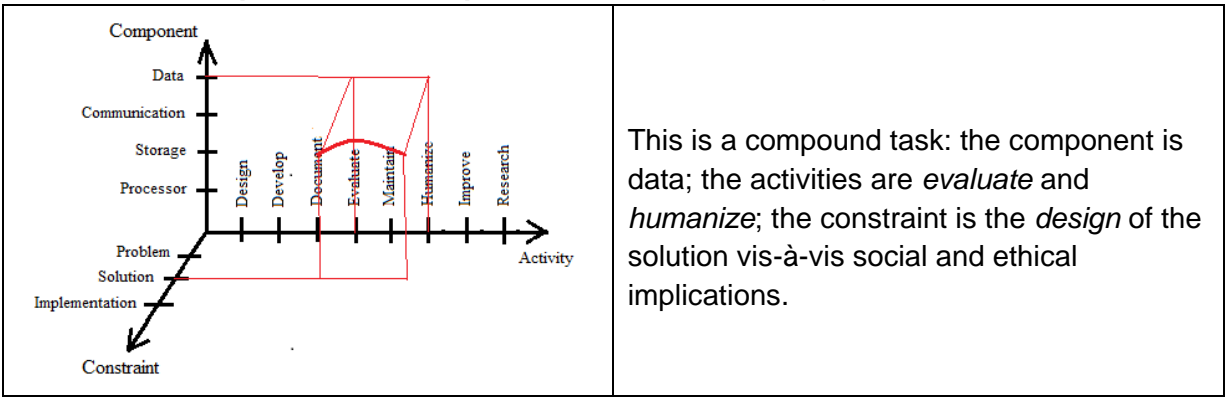 Component
Data
Communication
Storage
Processor
Design
Develop
Document
Evaluate
Maintain
Humanize
Improve
Research
Activity
Problem
Solution
Implementation
Constraint
This is a compound task: the component is
data; the activities are evaluate and
humanize; the constraint is the design of the
solution vis-à-vis social and ethical
implications.